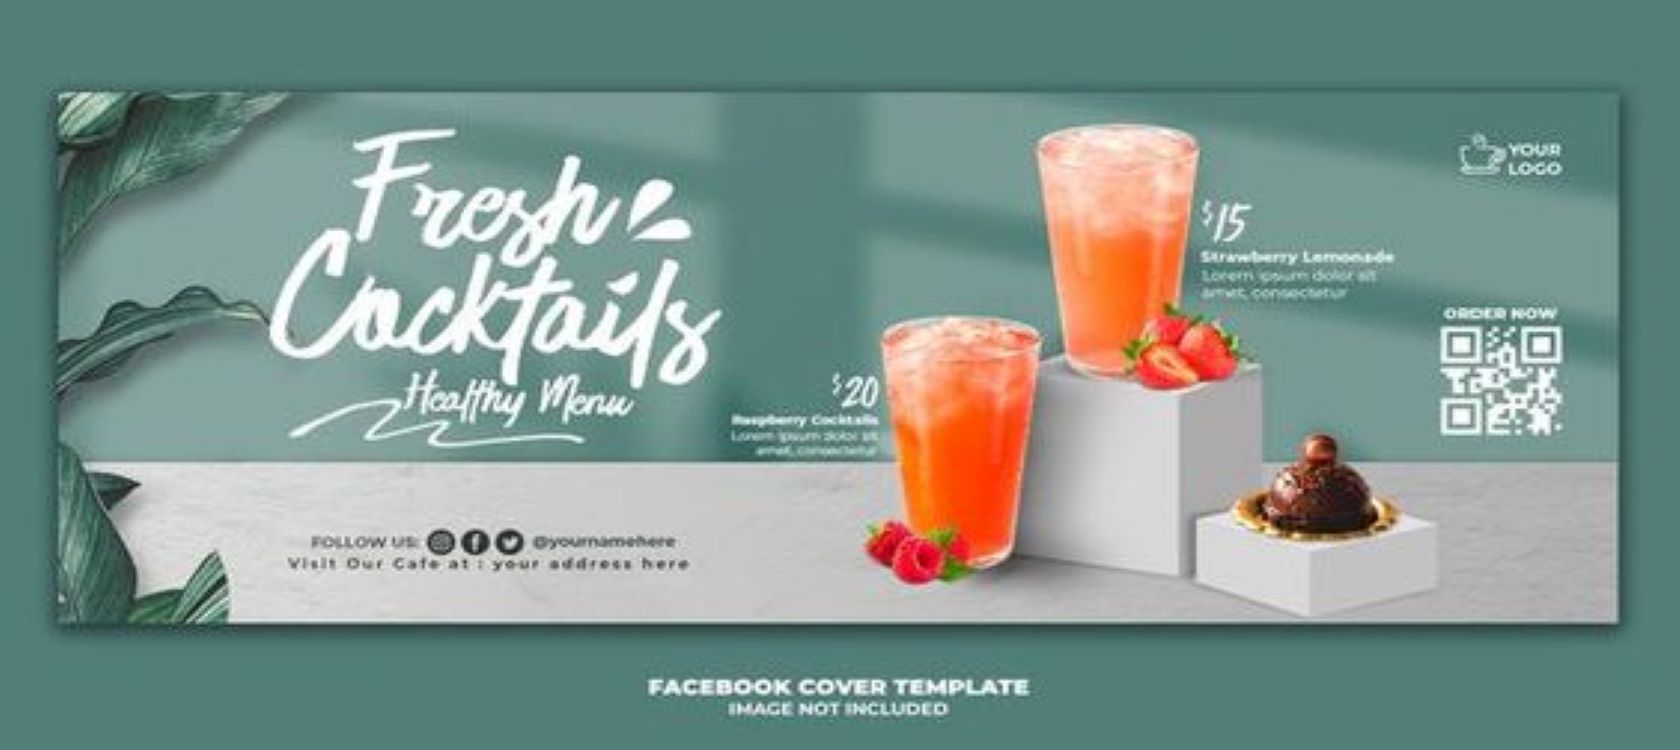 Fresh
Cocktails
Healthy Menu
$20
Raspberry Cocktails
Lorem ipsum dolor sit
amet, consectetur
$15
Strawberry Lemonade
Lorem ipsum dolor sit
amet, consectetur
YOUR
LOGO
ORDER NOW
FOLLOW US: @yournamehere
Visit Our Cafe at : your address here
FACEBOOK COVER TEMPLATE
IMAGE NOT INCLUDED